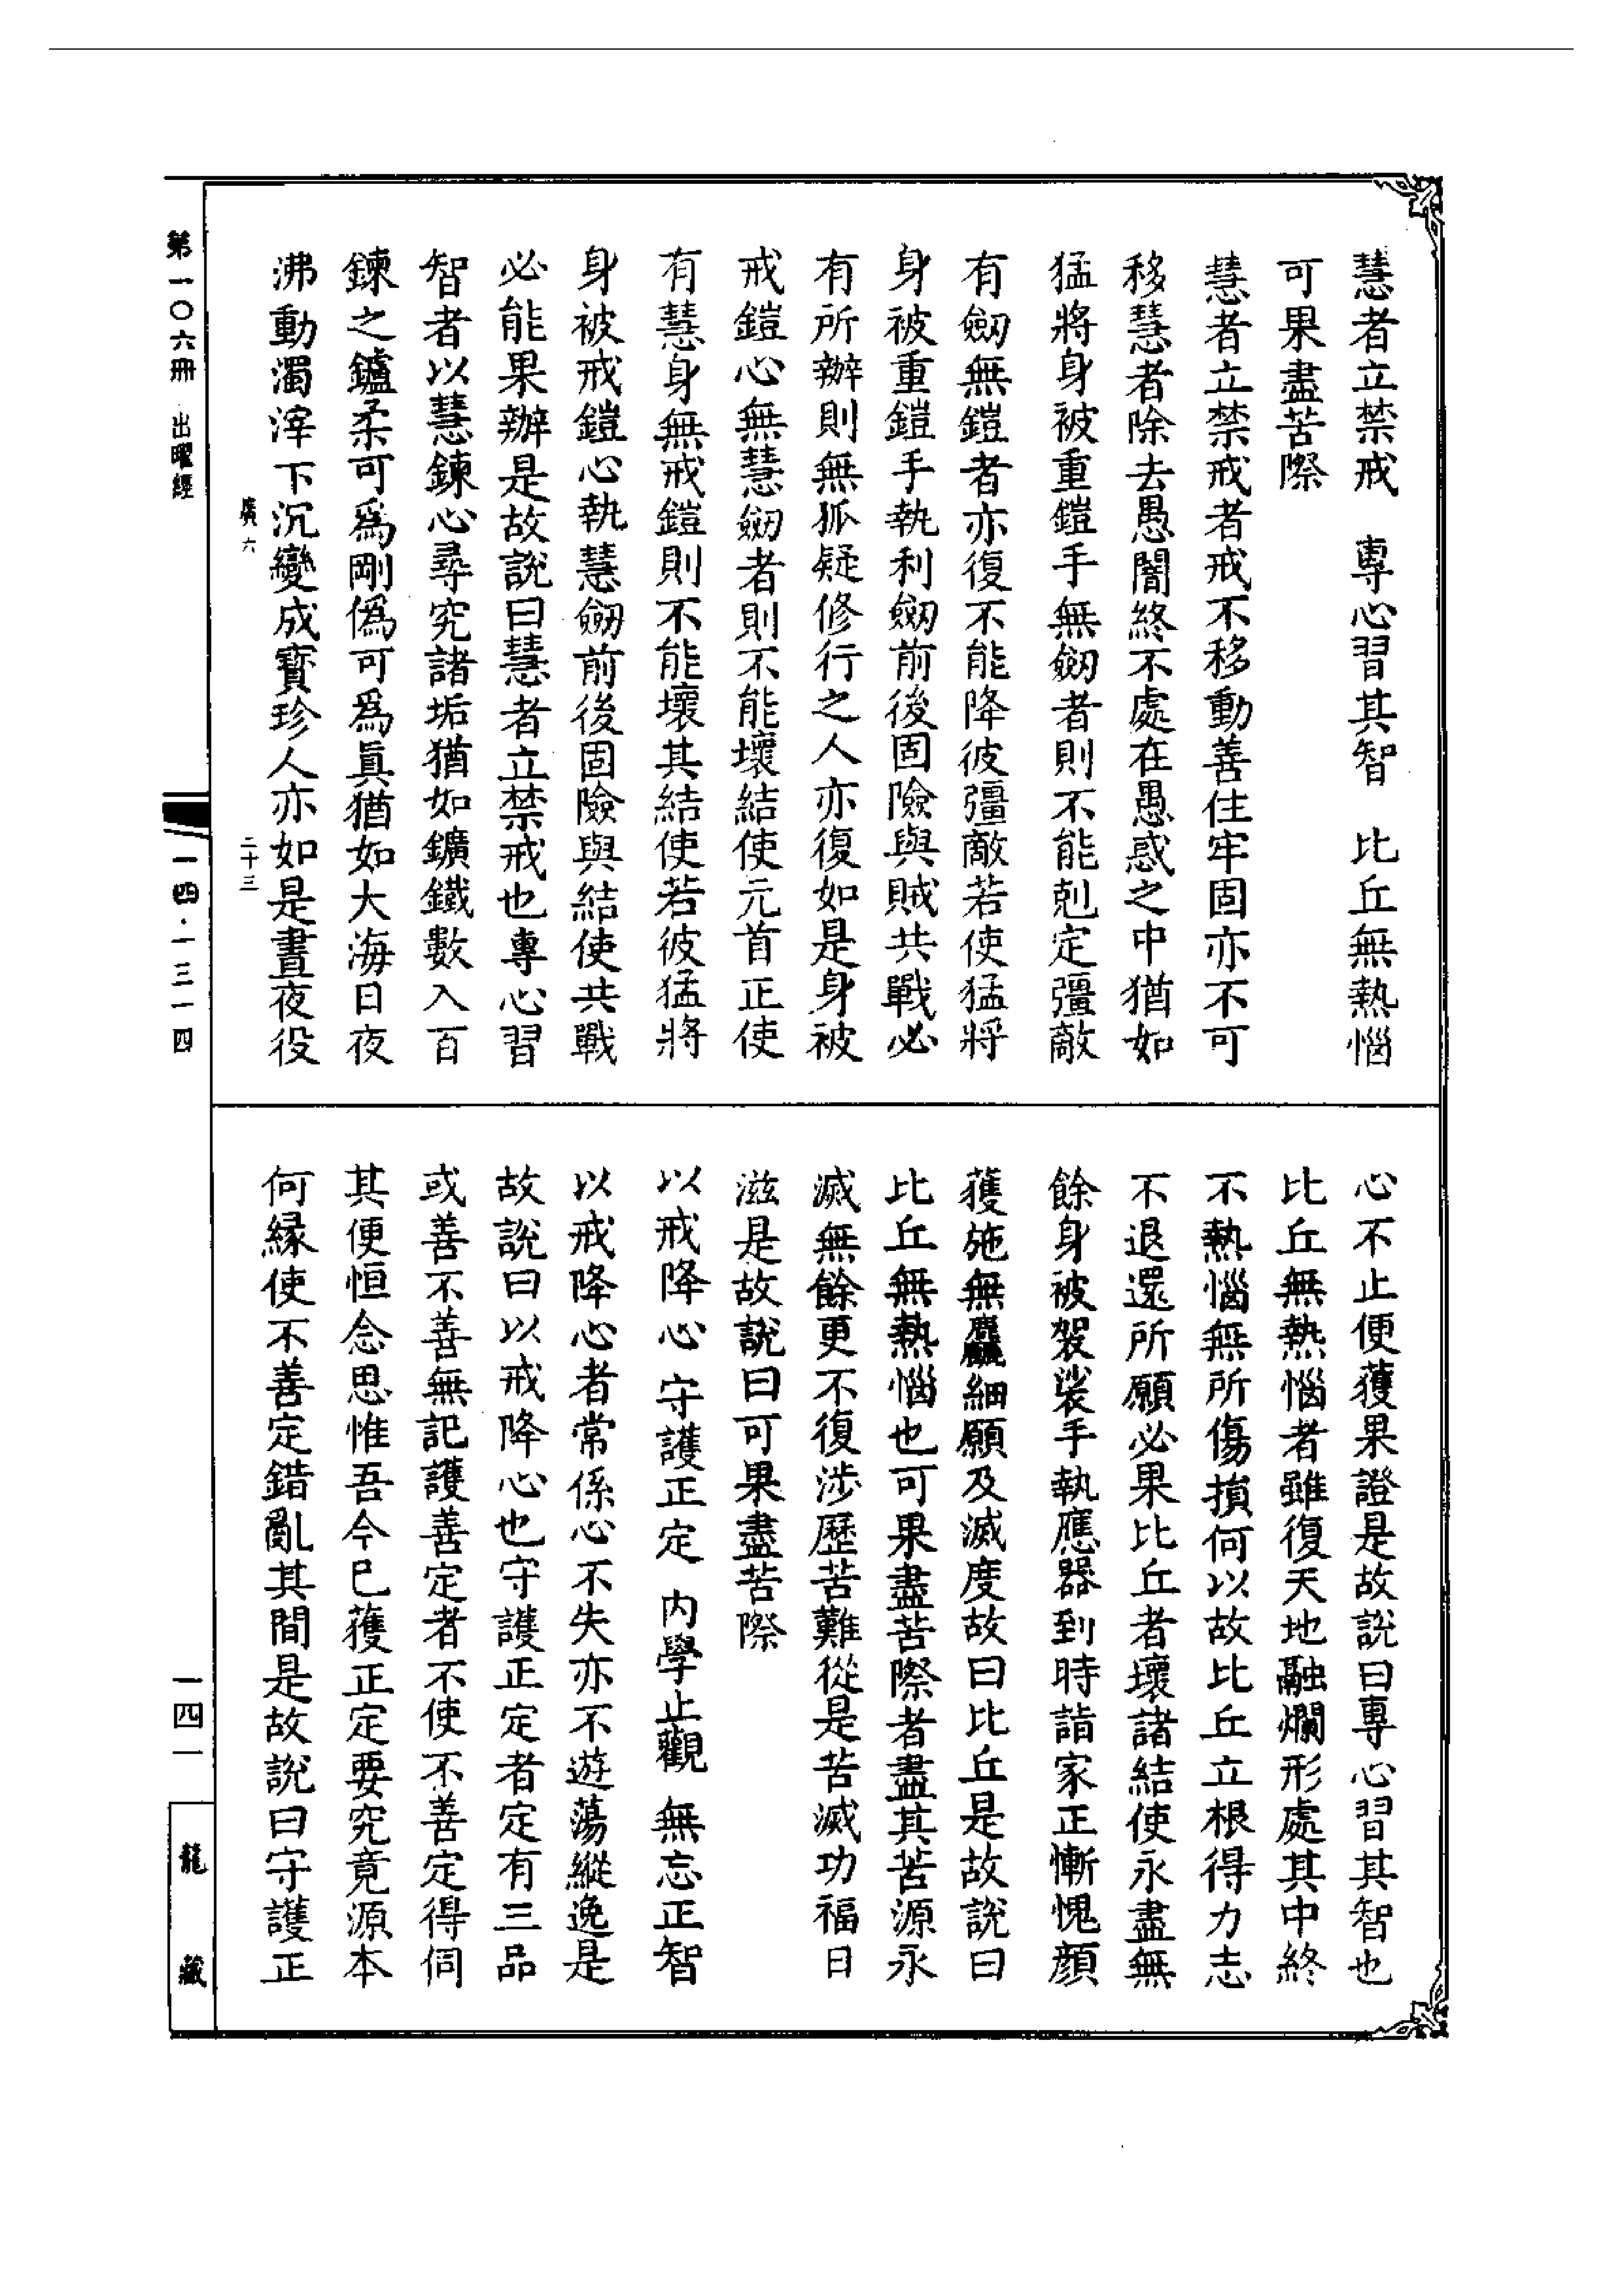 慧者立禁戒　專心習其智　比丘無熱惱
可果盡苦際
慧者立禁戒者戒不移動善住牢固亦不可
移慧者除去愚闇終不處在愚惑之中猶如
猛將身被重鎧手無劒者則不能剋定彊敵
有劒無鎧者亦復不能降彼彊敵若使猛將
身被重鎧手執利劒前後固險與賊共戰必
有所辦則無狐疑修行之人亦復如是身被
戒鎧心無慧劒者則不能壞結使元首正使
有慧身無戒鎧則不能壞其結使若彼猛將
身被戒鎧心執慧劒前後固險與結使共戰
必能果辦是故說曰慧者立禁戒也專心習
智者以慧鍊心尋究諸垢猶如鑛鐵數入百
鍊之鑪柔可爲剛僞可爲眞猶如大海日夜
沸動濁滓下沉變成寶珍人亦如是晝夜役
廣六
二十三
心不止便獲果證是故說曰專心習其智也
比丘無熱惱者雖復天地融爛形處其中終
不熱惱無所傷損何以故比丘立根得力志
不退還所願必果比丘者壞諸結使永盡無
餘身被袈裟手執應器到時詣家正慚愧顏
獲施無麤細願及滅度故曰比丘是故說曰
比丘無熱惱也可果盡苦際者盡其苦源永
滅無餘更不復涉歷苦難從是苦滅功福日
滋是故說曰可果盡苦際
以戒降心　守護正定　內學止觀　無忘正智
以戒降心者常係心不失亦不遊蕩縱逸是
故說曰以戒降心也守護正定者定有三品
或善不善無記護善定者不使不善定得伺
其便恒念思惟吾今已獲正定要究竟源本
何緣使不善定錯亂其間是故說曰守護正
第一〇六冊　出曜經
一四·一三一四
一四一
龍藏